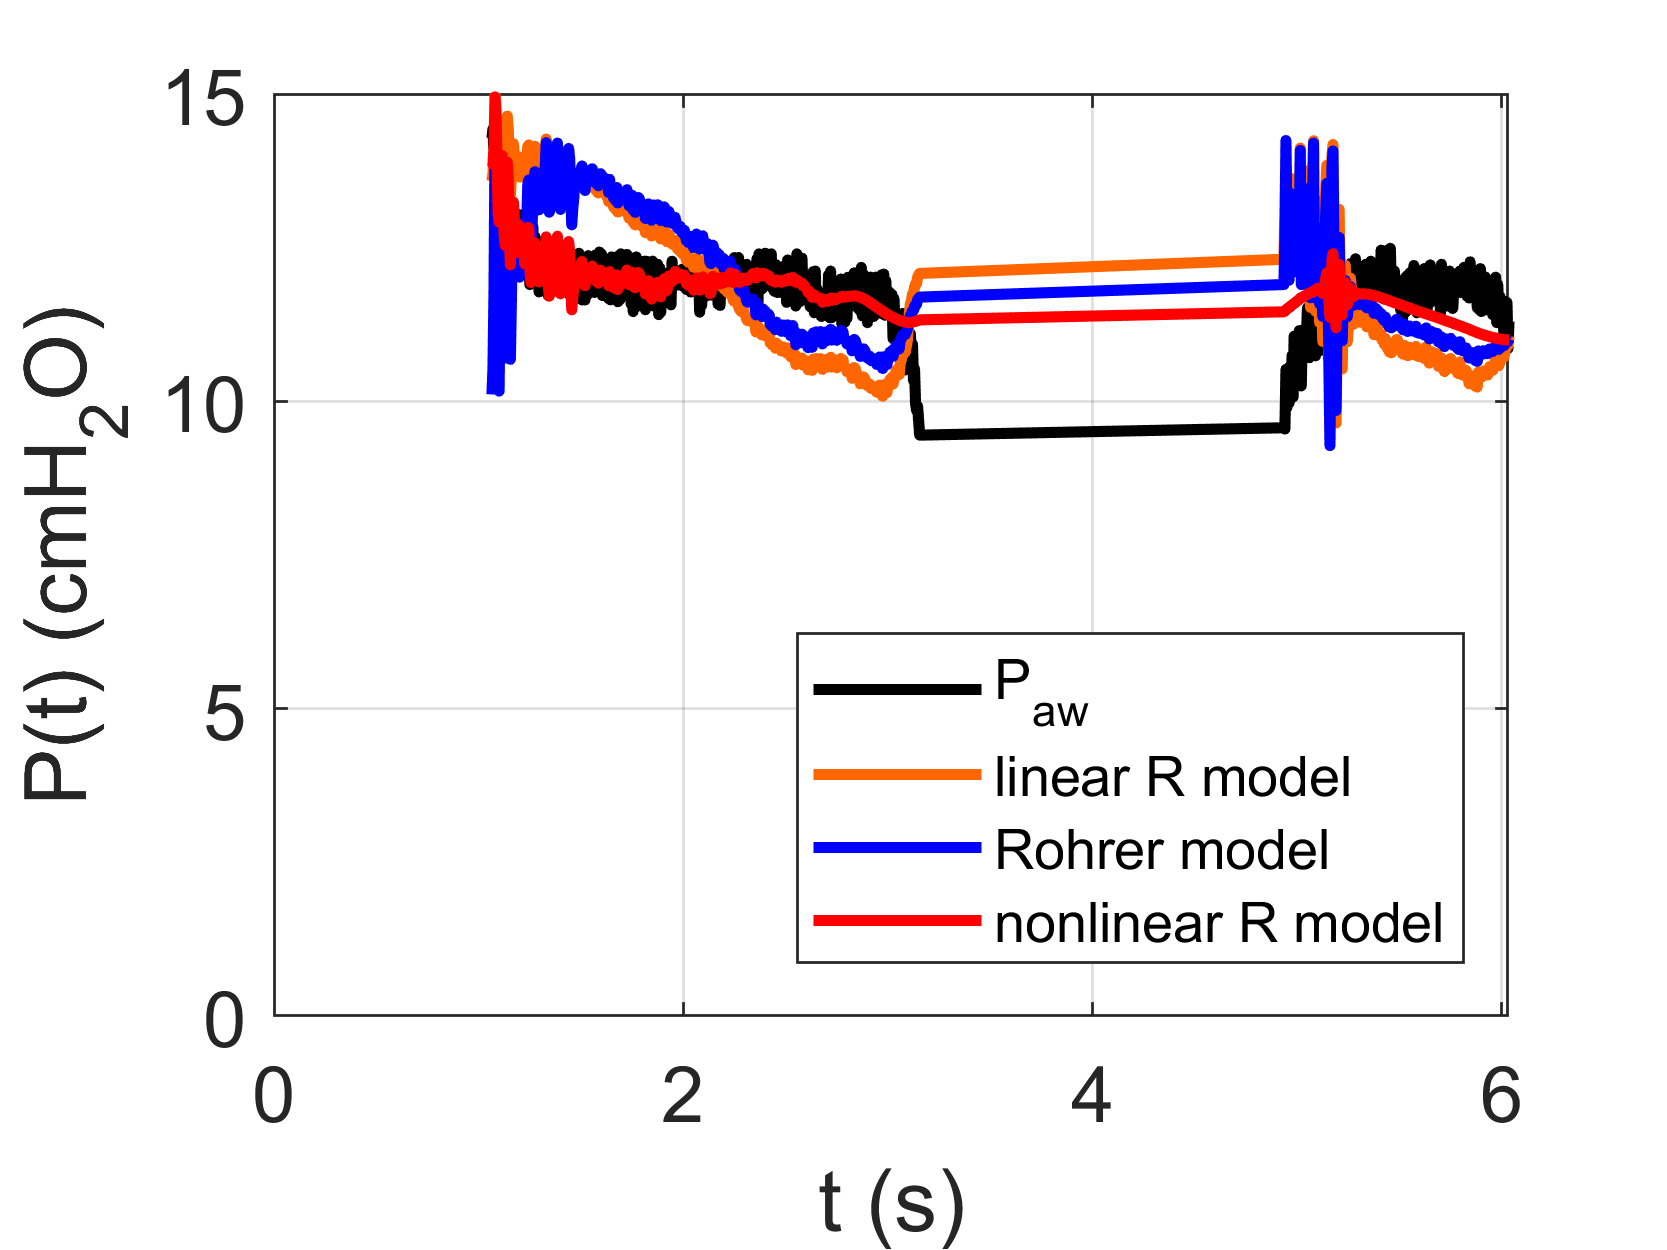 15
10
5
0
0 2 4 6
P(t) (cmH2O)
t (s)
Paw
linear R model
Rohrer model
nonlinear R model